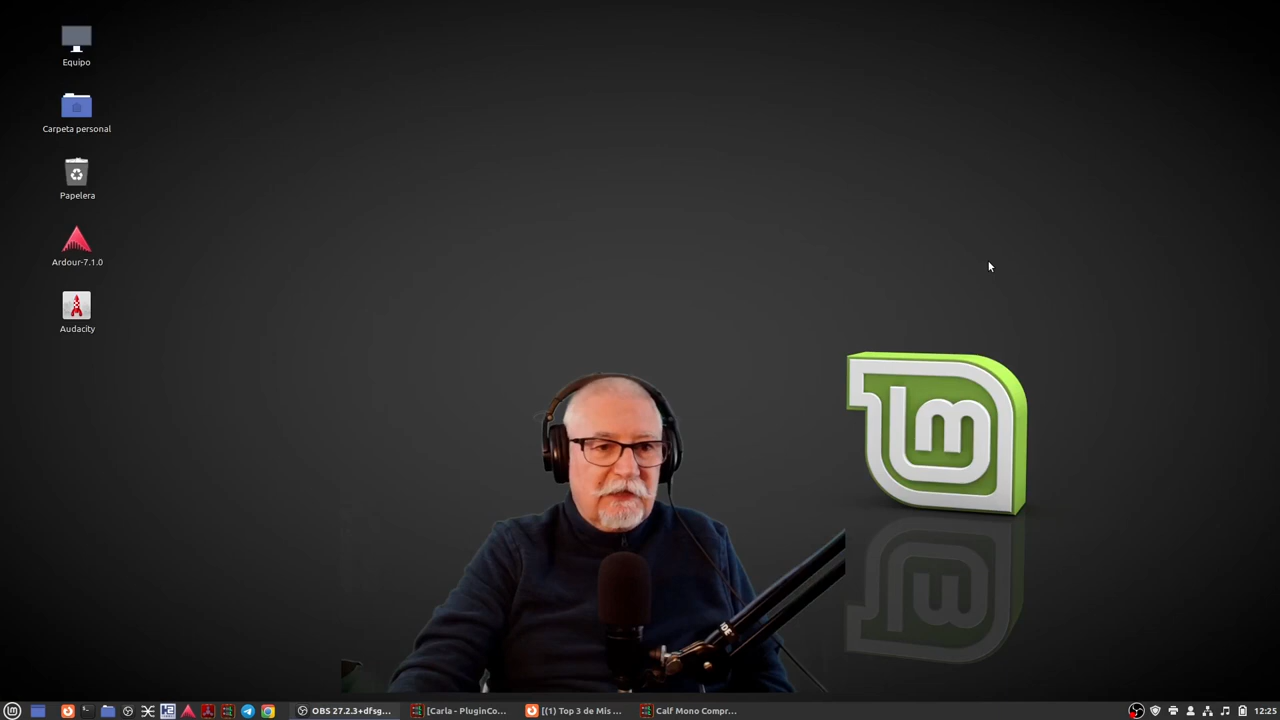 Equipo
Carpeta personal
Papelera
Ardour-7.1.0
Audacity
lm
OBS 27.2.3+dfsg...
[Carla - PluginCo...
[(1) Top 3 de Mis ...
Calf Mono Compr...
12:25